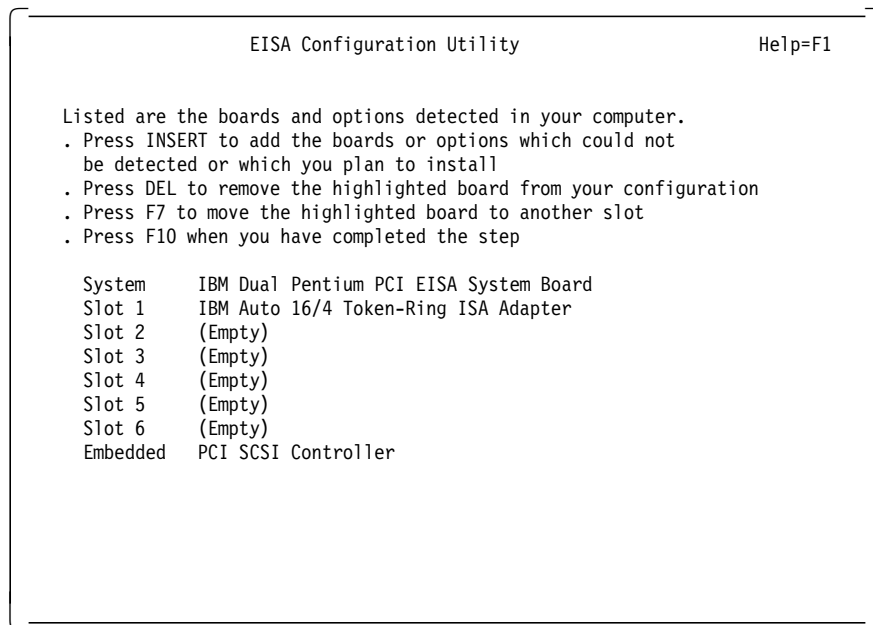 EISA Configuration Utility Help=F1
Listed are the boards and options detected in your computer.
. Press INSERT to add the boards or options which could not
be detected or which you plan to install
. Press DEL to remove the highlighted board from your configuration
. Press F7 to move the highlighted board to another slot
. Press F10 when you have completed the step
System IBM Dual Pentium PCI EISA System Board
Slot 1 IBM Auto 16/4 Token-Ring ISA Adapter
Slot 2 (Empty)
Slot 3 (Empty)
Slot 4 (Empty)
Slot 5 (Empty)
Slot 6 (Empty)
Embedded PCI SCSI Controller